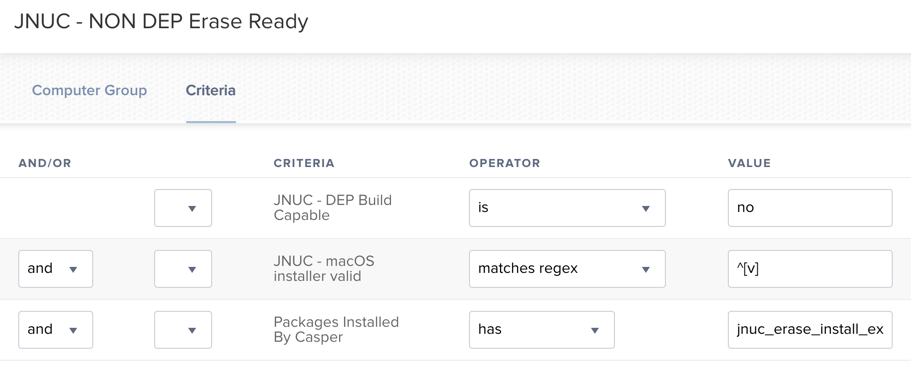 JNUC - NON DEP Erase Ready
Computer Group Criteria
AND/OR CRITERIA OPERATOR VALUE
JNUC - DEP Build
Capable
is
no
and
JNUC - macOS
installer valid
matches regex
^[v]
and
Packages Installed
By Casper
has
jnuc_erase_install_ex